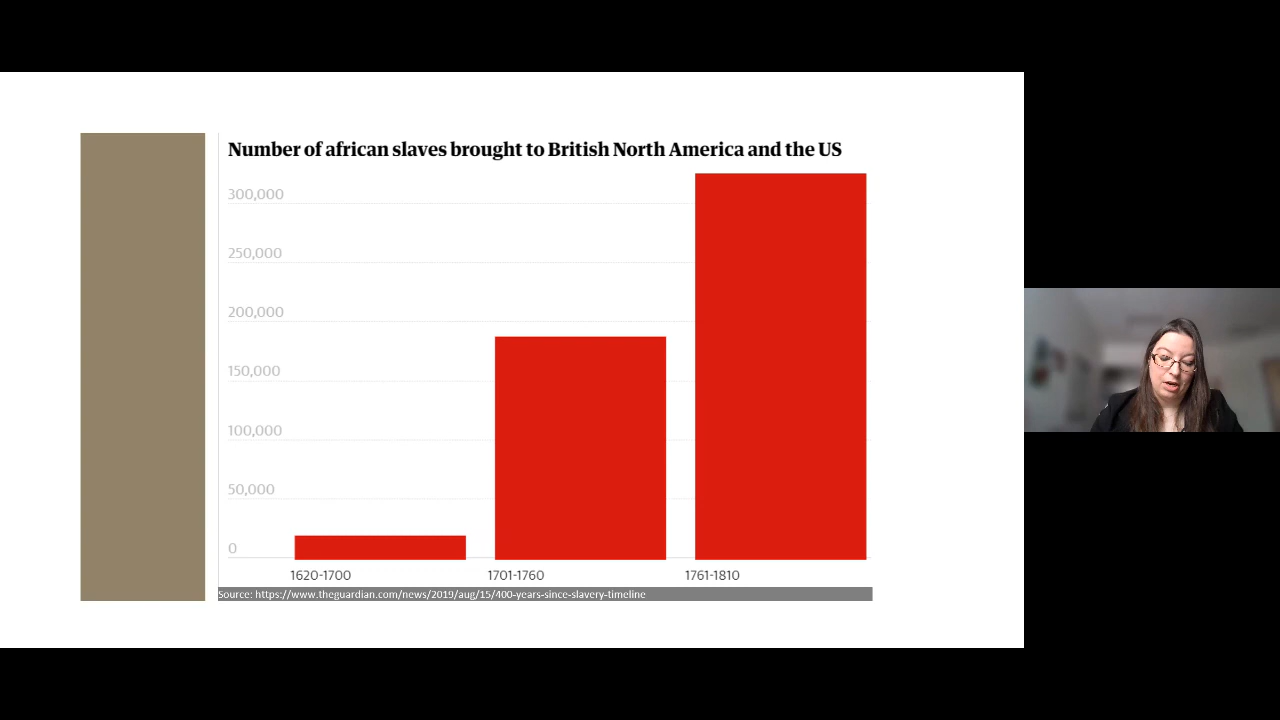 Number of african slaves brought to British North America and the US
300,000
250,000
200,000
150,000
100,000
50,000
0
1620-1700 1701-1760 1761-1810
Source: https://www.theguardian.com/news/2019/aug/15/400-years-since-slavery-timeline